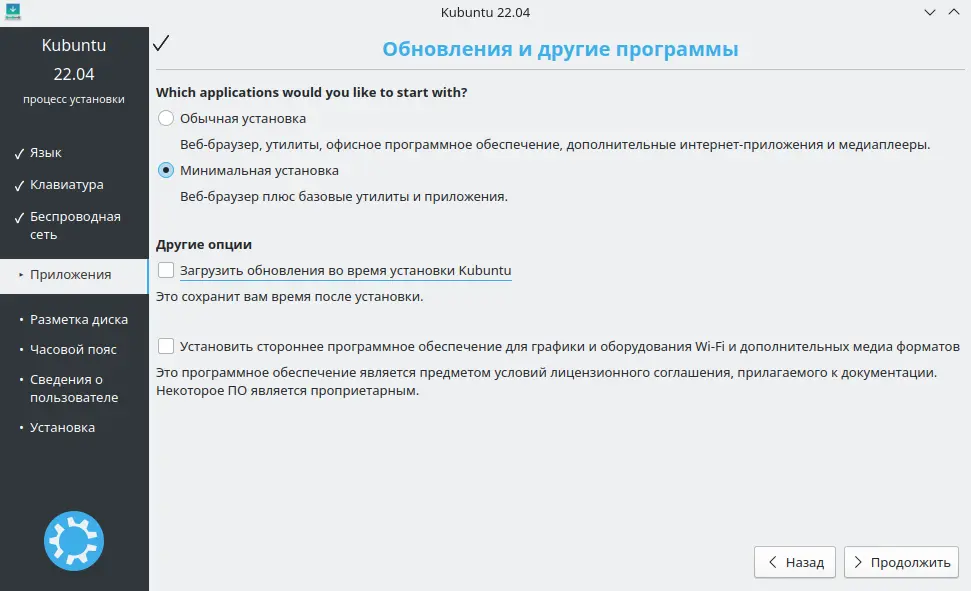 Kubuntu 22.04
Kubuntu
22.04
процесс установки
Язык
Клавиатура
Беспроводная
сеть
Приложения
Разметка диска
Часовой пояс
Сведения о
пользователе
Установка
Обновления и другие программы
Which applications would you like to start with?
Обычная установка
Веб-браузер, утилиты, офисное программное обеспечение, дополнительные интернет-приложения и медиаплееры.
Минимальная установка
Веб-браузер плюс базовые утилиты и приложения.
Другие опции
Загрузить обновления во время установки Kubuntu
Это сохранит вам время после установки.
Установить стороннее программное обеспечение для графики и оборудования Wi-Fi и дополнительных медиа форматов
Это программное обеспечение является предметом условий лицензионного соглашения, прилагаемого к документации.
Некоторое ПО является проприетарным.
Назад
Продолжить